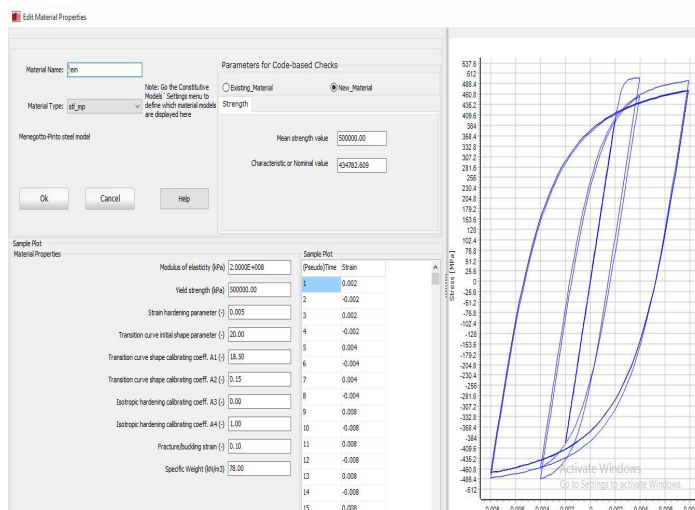 Edit Material Properties
Material Name:
Parameters for Code-based Checks
Note: Go the Constitutive
Models` Settings menu to
define which material models
are displayed here
Existing_Material
New_Material
Material Type: stl_mp
Strength
Menegotto-Pinto steel model
Mean strength value 500000.00
Characteristic or Nominal value 434782.609
Ok
Cancel
Help
Sample Plot
Material Properties
Modulus of elasticity (kPa) 2.0000E+008
Yield strength (kPa) 500000.00
Strain hardening parameter (-) 0.005
Transition curve initial shape parameter (-) 20.00
Transition curve shape calibrating coeff. A1 (-) 18.50
Transition curve shape calibrating coeff. A2 (-) 0.15
Isotropic hardening calibrating coeff. A3 (-) 0.00
Isotropic hardening calibrating coeff. A4 (-) 1.00
Fracture/buckling strain (-) 0.10
Specific Weight (kN/m3) 78.00
Sample Plot
(Pseudo)Time Strain
1 0.002
2 -0.002
3 0.002
4 -0.002
5 0.004
6 -0.004
7 0.004
8 -0.004
9 0.008
10 -0.008
11 0.008
12 -0.008
13 0.008
14 -0.008
15 0.008
Stress [MPa]
537.6
512
486.4
460.8
435.2
409.6
384
358.4
332.8
307.2
281.6
256
230.4
204.8
179.2
153.6
128
102.4
76.8
51.2
25.6
0
-25.6
-51.2
-76.8
-102.4
-128
-153.6
-179.2
-204.8
-230.4
-256
-281.6
-307.2
-332.8
-358.4
-384
-409.6
-435.2
-460.8
-486.4
-512
Activate Windows
Go to Settings to activate Windows.